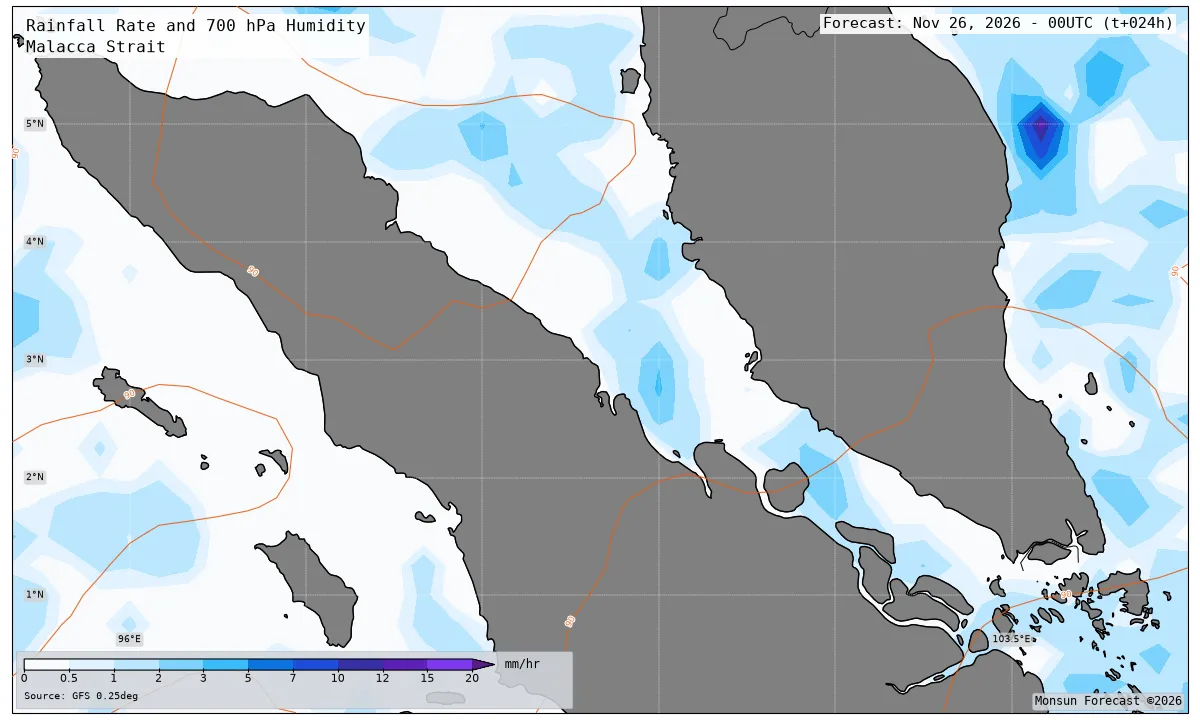 Rainfall Rate and 700 hPa Humidity
Malacca Strait
Forecast: Nov 26, 2026 - 00UTC (t+024h)
5°N
90
4°N
90
90
3°N
90
2°N
1°N
90
90
96°E
103.5°E
mm/hr
0 0.5 1 2 3 5 7 10 12 15 20
Source: GFS 0.25deg
Monsun Forecast ©2026